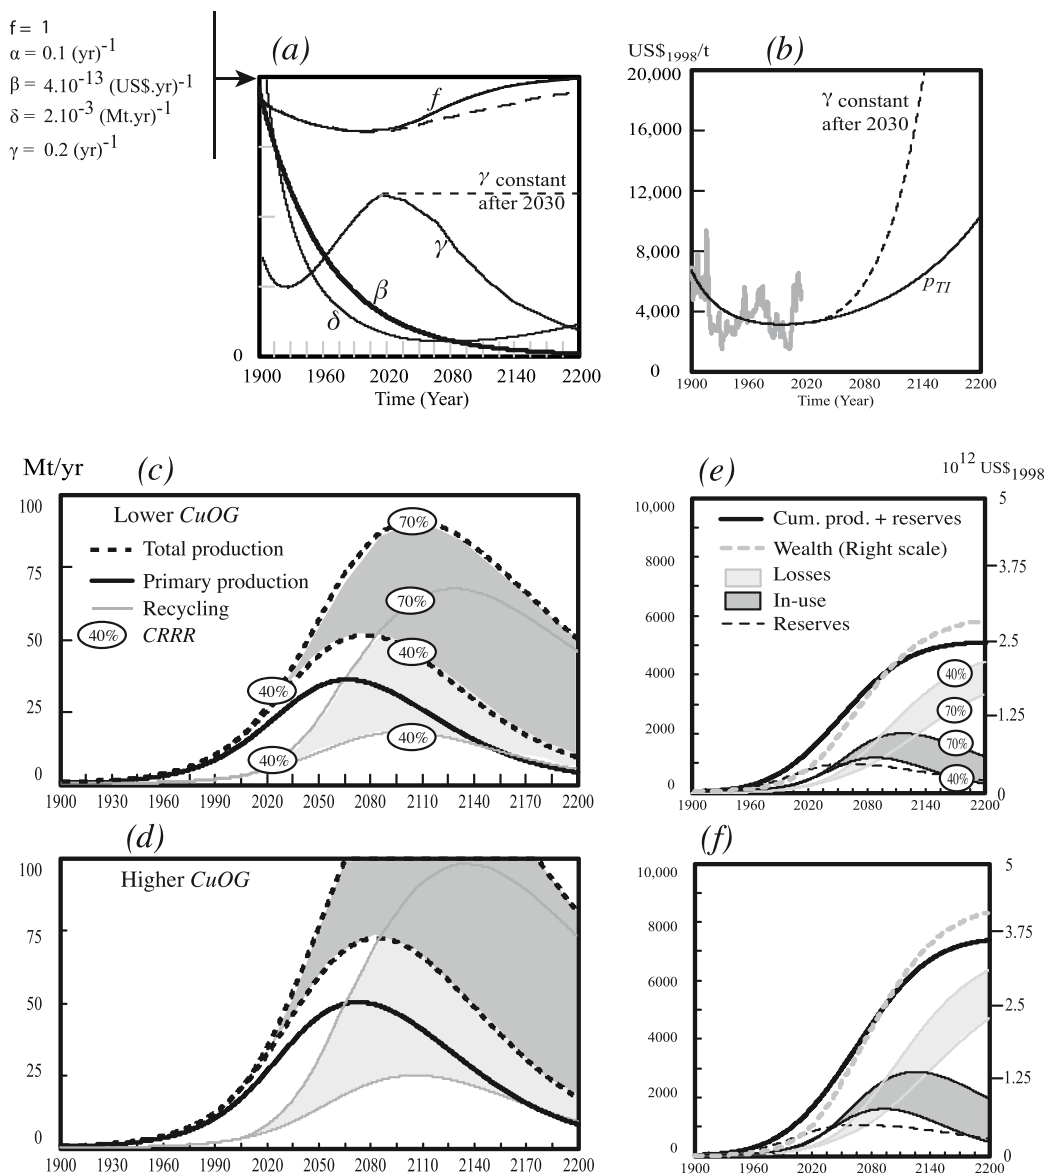 f = 1
α = 0.1 (yr)-1
β = 4.10-13 (US$.yr)-1
δ = 2.10-3 (Mt.yr)-1
γ = 0.2 (yr)-1
(a)
f
γ constant
after 2030
γ
β
δ
0
1900 1960 2020 2080 2140 2200
Time (Year)
US$1998/t
(b)
20,000
16,000
12,000
8,000
4,000
0
γ constant
after 2030
pTI
1900 1960 2020 2080 2140 2200
Time (Year)
Mt/yr
(c)
100
75
50
25
0
Lower CuOG
Total production
Primary production
Recycling
40% CRRR
70%
70%
40%
40%
40%
40%
1900 1930 1960 1990 2020 2050 2080 2110 2170 2200
(e)
10^12 US$1998
10,000
8000
6000
4000
2000
0
Cum. prod. + reserves
Wealth (Right scale)
Losses
In-use
Reserves
40%
70%
70%
40%
5
3.75
2.5
1.25
0
1900 1960 2020 2080 2140 2200
(d)
100
75
50
25
0
Higher CuOG
1900 1930 1960 1990 2020 2050 2080 2110 2170 2200
(f)
10,000
8000
6000
4000
2000
0
5
3.75
2.5
1.25
0
1900 1960 2020 2080 2140 2200